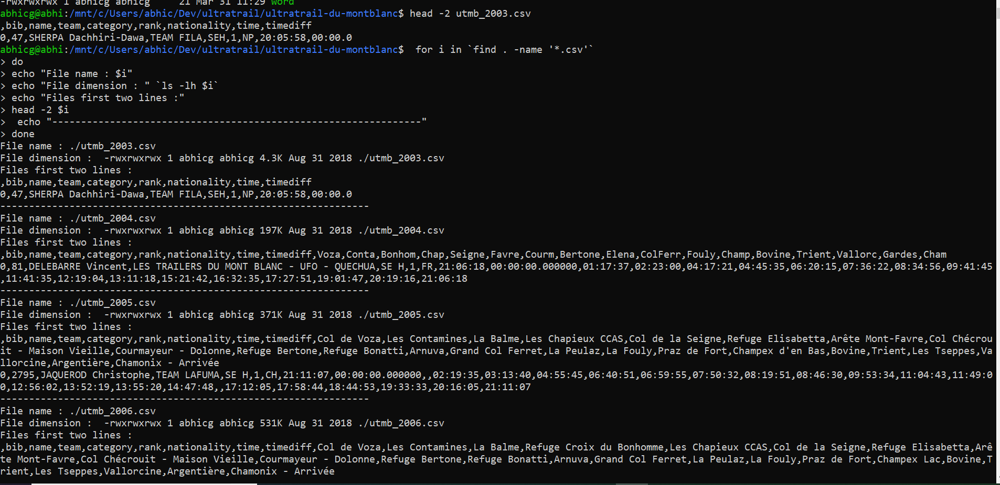 -rwxrwxrwx 1 abhicg abhicg     21 Mar 31 11:29 word
abhicg@abhi:/mnt/c/Users/abhic/Dev/ultratrail/ultratrail-du-montblanc$ head -2 utmb_2003.csv
,bib,name,team,category,rank,nationality,time,timediff
0,47,SHERPA Dachhiri-Dawa,TEAM FILA,SEH,1,NP,20:05:58,00:00.0
abhicg@abhi:/mnt/c/Users/abhic/Dev/ultratrail/ultratrail-du-montblanc$  for i in `find . -name '*.csv'`
> do
> echo "File name : $i"
> echo "File dimension : " `ls -lh $i`
> echo "Files first two lines :"
> head -2 $i
>  echo "----------------------------------------------------------------"
> done
File name : ./utmb_2003.csv
File dimension :  -rwxrwxrwx 1 abhicg abhicg 4.3K Aug 31 2018 ./utmb_2003.csv
Files first two lines :
,bib,name,team,category,rank,nationality,time,timediff
0,47,SHERPA Dachhiri-Dawa,TEAM FILA,SEH,1,NP,20:05:58,00:00.0
----------------------------------------------------------------
File name : ./utmb_2004.csv
File dimension :  -rwxrwxrwx 1 abhicg abhicg 197K Aug 31 2018 ./utmb_2004.csv
Files first two lines :
,bib,name,team,category,rank,nationality,time,timediff,Voza,Conta,Bonhom,Chap,Seigne,Favre,Courm,Bertone,Elena,ColFerr,Fouly,Champ,Bovine,Trient,Vallorc,Gardes,Cham
0,81,DELEBARRE Vincent,LES TRAILERS DU MONT BLANC - UFO - QUECHUA,SE H,1,FR,21:06:18,00:00:00.000000,01:17:37,02:23:00,04:17:21,04:45:35,06:20:15,07:36:22,08:34:56,09:41:45
,11:41:35,12:19:04,13:11:18,15:21:42,16:32:35,17:27:51,19:01:47,20:19:16,21:06:18
----------------------------------------------------------------
File name : ./utmb_2005.csv
File dimension :  -rwxrwxrwx 1 abhicg abhicg 371K Aug 31 2018 ./utmb_2005.csv
Files first two lines :
,bib,name,team,category,rank,nationality,time,timediff,Col de Voza,Les Contamines,La Balme,Les Chapieux CCAS,Col de la Seigne,Refuge Elisabetta,Arête Mont-Favre,Col Chécrou
it - Maison Vieille,Courmayeur - Dolonne,Refuge Bertone,Refuge Bonatti,Arnuva,Grand Col Ferret,La Peulaz,La Fouly,Praz de Fort,Champex d'en Bas,Bovine,Trient,Les Tseppes,Va
llorcine,Argentière,Chamonix - Arrivée
0,2795,JAQUEROD Christophe,TEAM LAFUMA,SE H,1,CH,21:11:07,00:00:00.000000,,02:19:35,03:13:40,04:55:45,06:40:51,06:59:55,07:50:32,08:19:51,08:46:30,09:53:34,11:04:43,11:49:0
0,12:56:02,13:52:19,13:55:20,14:47:48,,17:12:05,17:58:44,18:44:53,19:33:33,20:16:05,21:11:07
----------------------------------------------------------------
File name : ./utmb_2006.csv
File dimension :  -rwxrwxrwx 1 abhicg abhicg 531K Aug 31 2018 ./utmb_2006.csv
Files first two lines :
,bib,name,team,category,rank,nationality,time,timediff,Col de Voza,Les Contamines,La Balme,Refuge Croix du Bonhomme,Les Chapieux CCAS,Col de la Seigne,Refuge Elisabetta,Arê
te Mont-Favre,Col Chécrouit - Maison Vieille,Courmayeur - Dolonne,Refuge Bertone,Refuge Bonatti,Arnuva,Grand Col Ferret,La Peulaz,La Fouly,Praz de Fort,Champex Lac,Bovine,T
rient,Les Tseppes,Vallorcine,Argentière,Chamonix - Arrivée